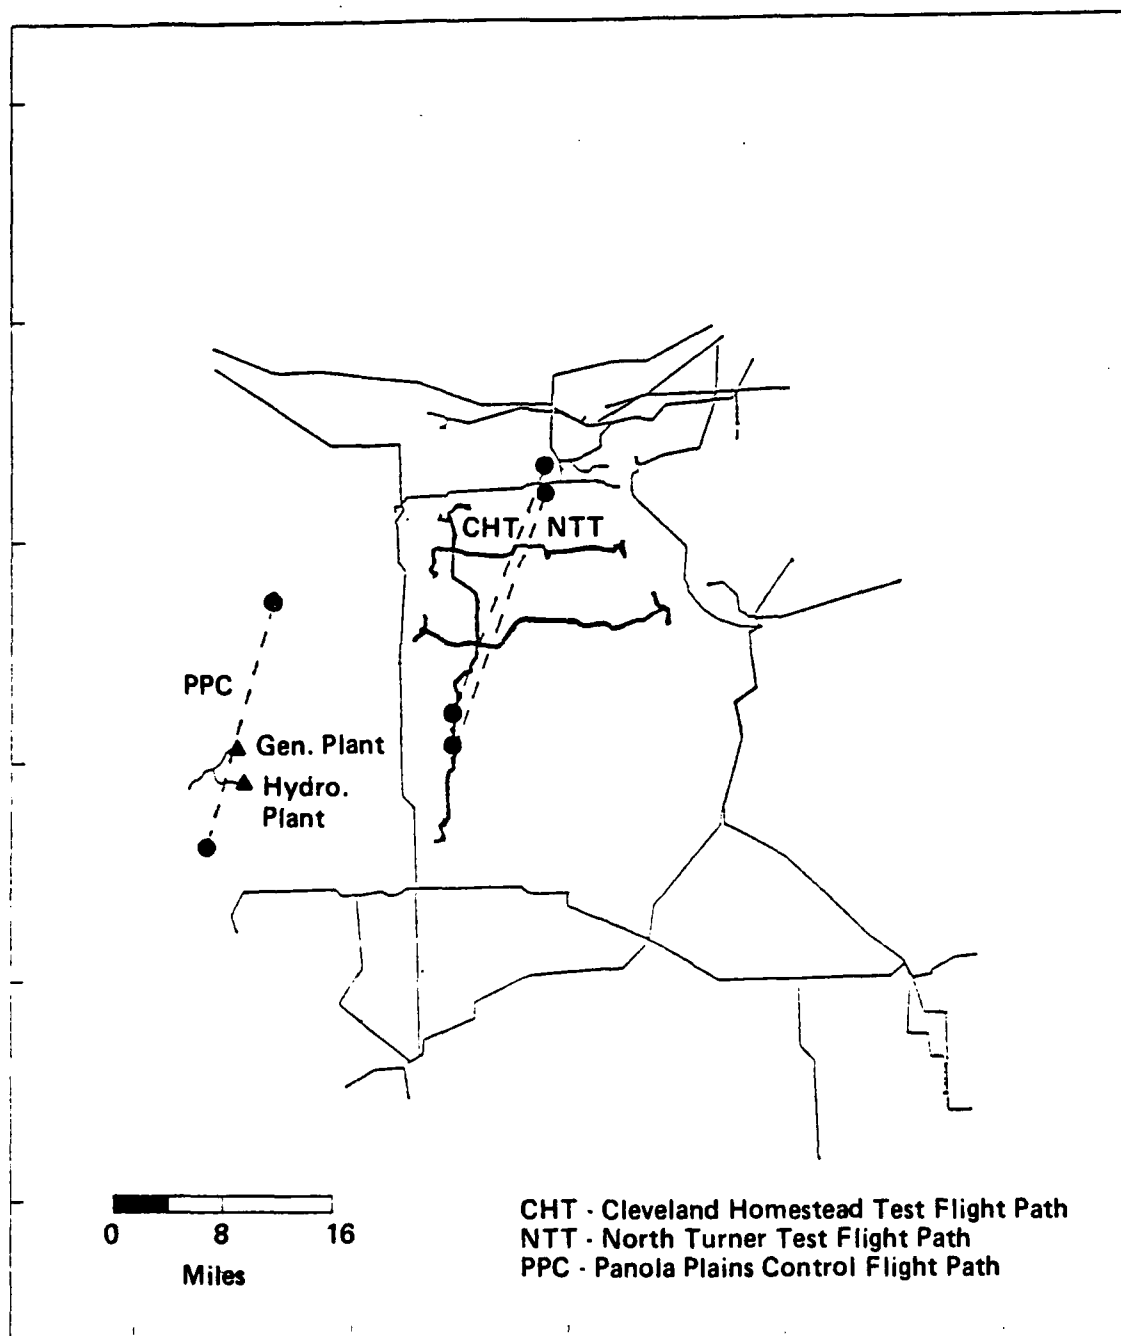 CHT
NTT
PPC
Gen. Plant
Hydro.
Plant
0 8 16
Miles
CHT - Cleveland Homestead Test Flight Path
NTT - North Turner Test Flight Path
PPC - Panola Plains Control Flight Path